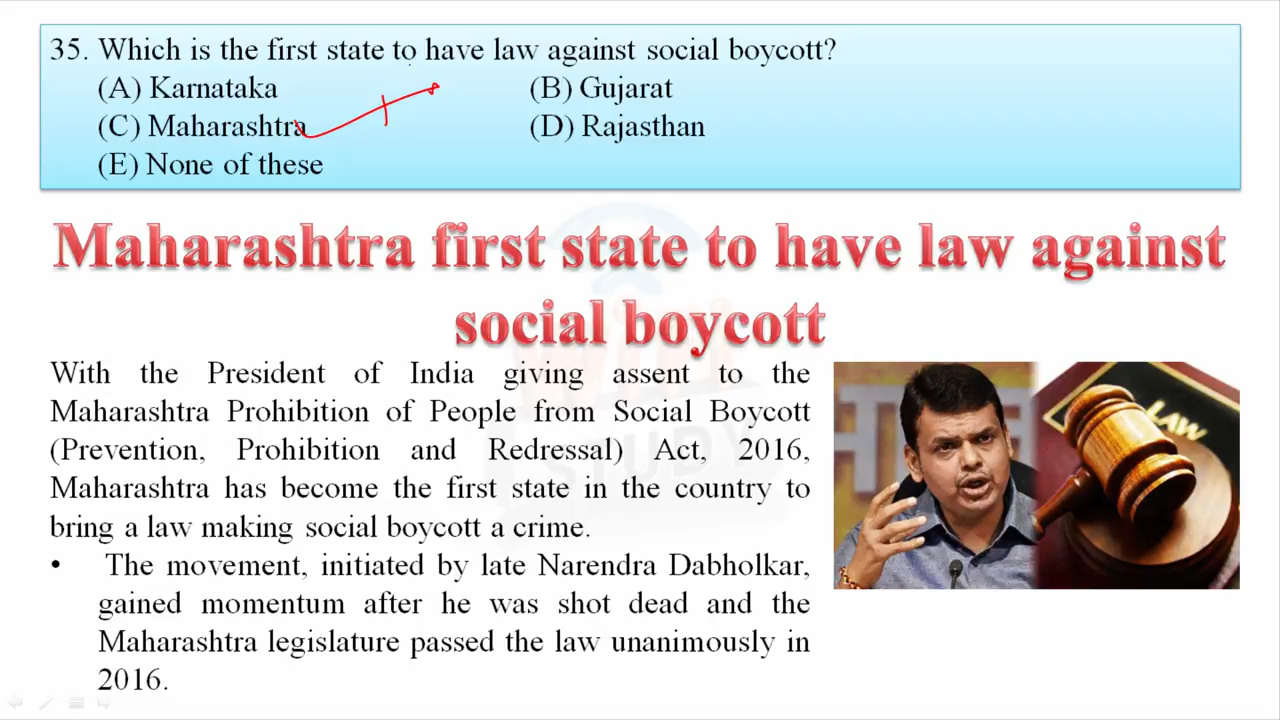 35. Which is the first state to have law against social boycott?
(A) Karnataka (B) Gujarat
(C) Maharashtra (D) Rajasthan
(E) None of these
Maharashtra first state to have law against
social boycott
With the President of India giving assent to the
Maharashtra Prohibition of People from Social Boycott
(Prevention, Prohibition and Redressal) Act, 2016,
Maharashtra has become the first state in the country to
bring a law making social boycott a crime.
• The movement, initiated by late Narendra Dabholkar,
gained momentum after he was shot dead and the
Maharashtra legislature passed the law unanimously in
2016.
Law
STUDY